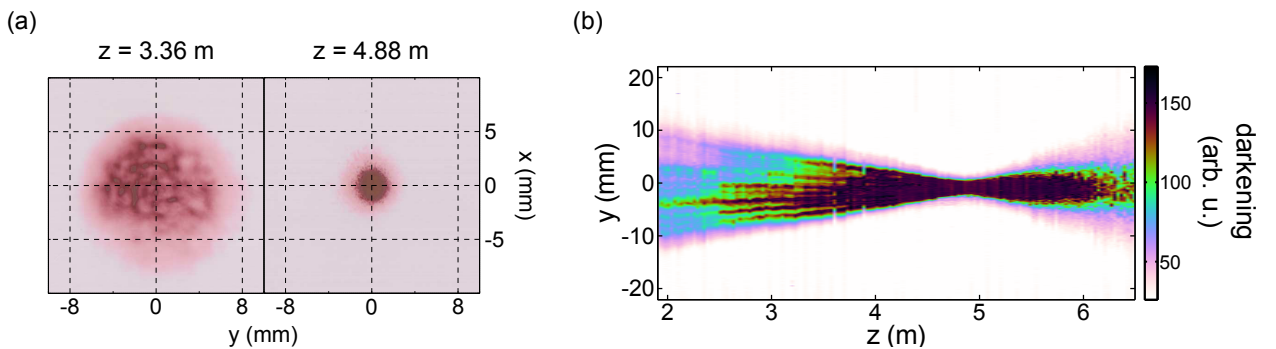 (a)
z = 3.36 m
z = 4.88 m
5
0
-5
x (mm)
-8
0
8
-8
0
8
y (mm)
(b)
20
10
0
-10
-20
y (mm)
2
3
4
5
6
z (m)
150
100
50
darkening
(arb. u.)